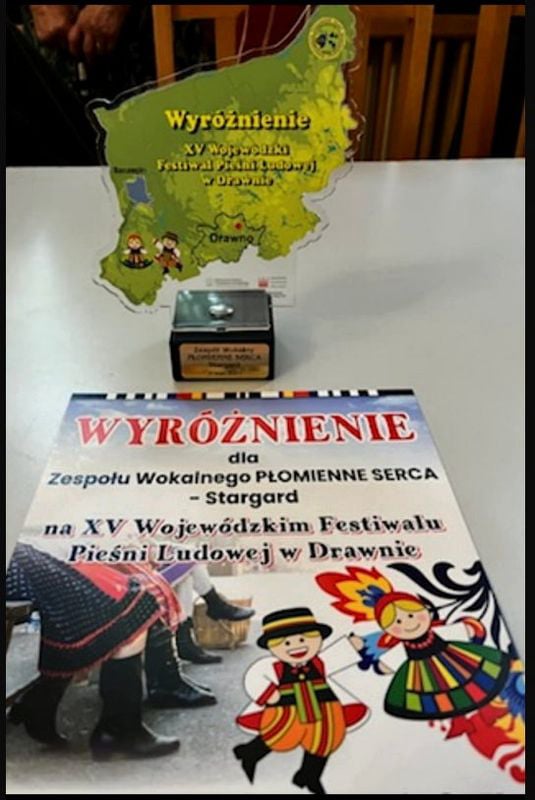 Wyróżnienie
XV Wojewódzki
Festiwal Pieśni Ludowej
w Drawnie
Szczecin
Drawno
Zespół Wokalny
PŁOMIENNE SERCA
Stargard
WYRÓŻNIENIE
dla
Zespołu Wokalnego PŁOMIENNE SERCA
- Stargard
na XV Wojewódzkim Festiwalu
Pieśni Ludowej w Drawnie